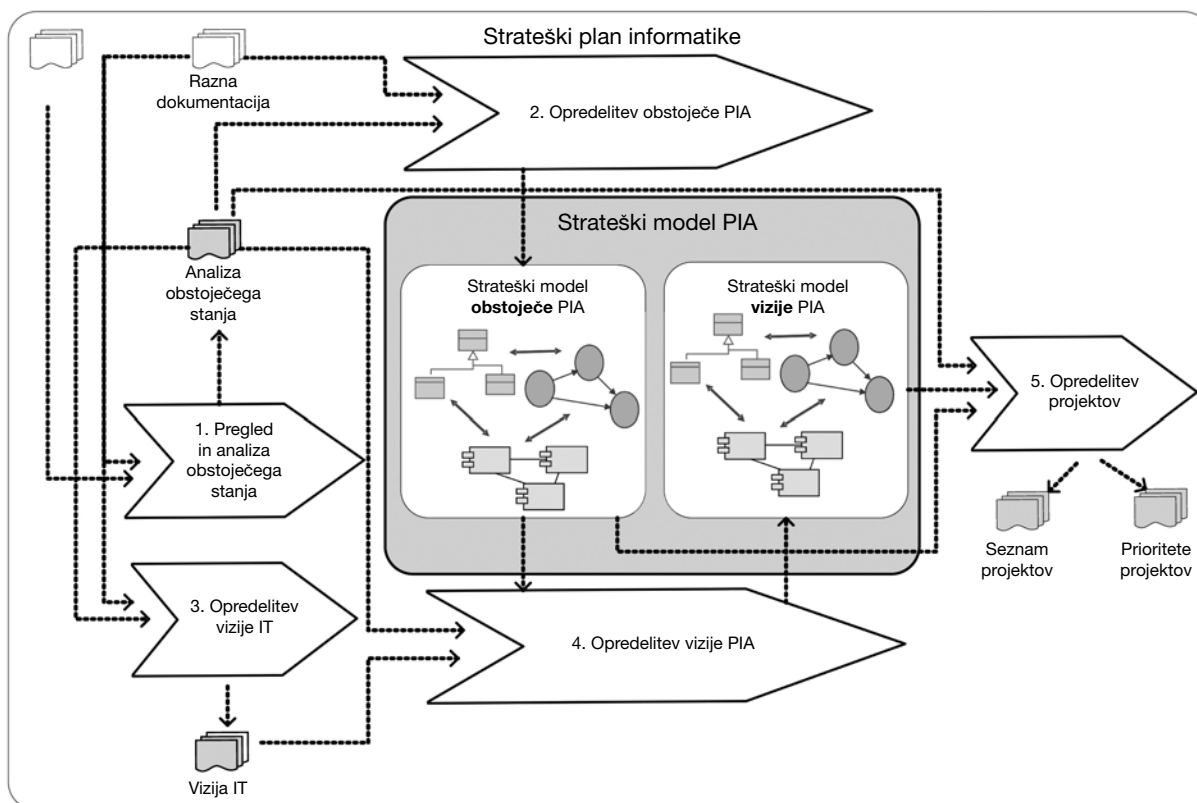 Strateški plan informatike
Razna
dokumentacija
2. Opredelitev obstoječe PIA
Strateški model PIA
Analiza
obstoječega
stanja
Strateški model
obstoječe PIA
Strateški model
vizije PIA
1. Pregled
in analiza
obstoječega
stanja
5. Opredelitev
projektov
Seznam
projektov
Prioritete
projektov
3. Opredelitev
vizije IT
4. Opredelitev vizije PIA
Vizija IT